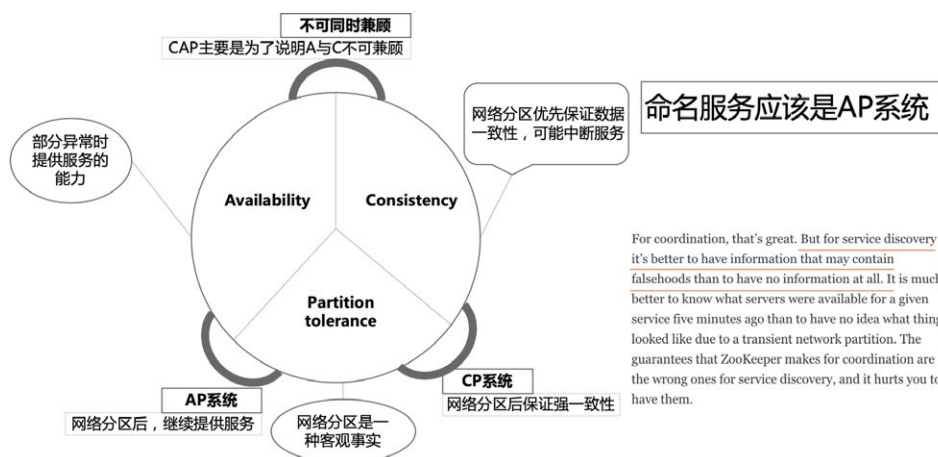 不可同时兼顾
CAP主要是为了说明A与C不可兼顾
网络分区优先保证数据
一致性，可能中断服务
命名服务应该是AP系统
部分异常时
提供服务的
能力
Availability
Consistency
Partition
tolerance
AP系统
网络分区后，继续提供服务
CP系统
网络分区后保证强一致性
网络分区是一
种客观事实
For coordination, that’s great. But for service discovery
it’s better to have information that may contain
falsehoods than to have no information at all. It is much
better to know what servers were available for a given
service five minutes ago than to have no idea what thing
looked like due to a transient network partition. The
guarantees that ZooKeeper makes for coordination are
the wrong ones for service discovery, and it hurts you to
have them.